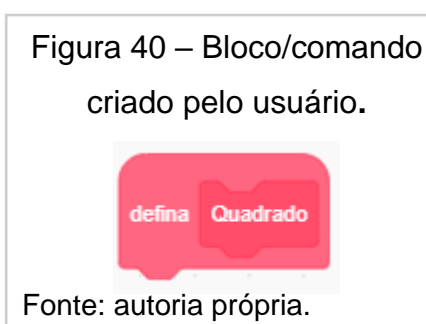 Figura 40 – Bloco/comando
criado pelo usuário.
defina Quadrado
Fonte: autoria própria.